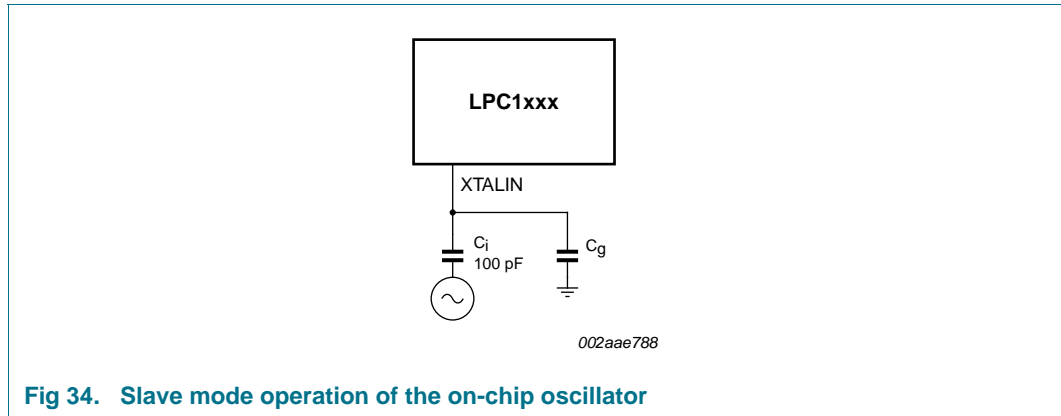 LPC1xxx
XTALIN
Ci
100 pF
Cg
002aae788
Fig 34. Slave mode operation of the on-chip oscillator